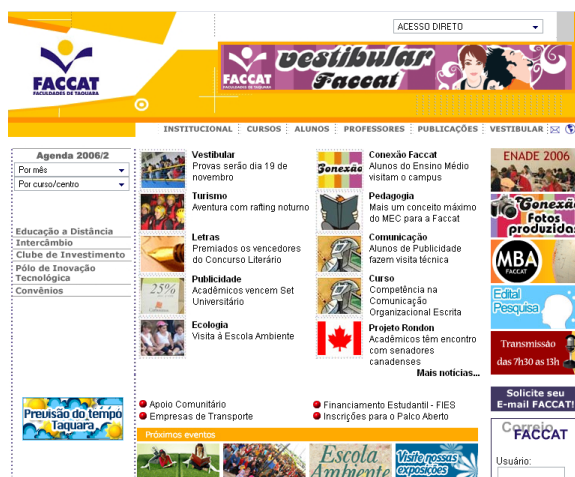 ACESSO DIRETO
FACCAT
FACULDADES DE TAQUARA
FACCAT
vestibular
Faccat
INSTITUCIONAL CURSOS ALUNOS PROFESSORES PUBLICAÇÕES VESTIBULAR
Agenda 2006/2
Por mês
Por curso/centro
Educação a Distância
Intercâmbio
Clube de Investimento
Pólo de Inovação
Tecnológica
Convênios
Previsão do tempo
Taquara
Vestibular
Provas serão dia 19 de
novembro
Turismo
Aventura com rafting noturno
Letras
Premiados os vencedores
do Concurso Literário
25%
Publicidade
Acadêmicos vencem Set
Universitário
Ecologia
Visita à Escola Ambiente
Conexão
Conexão Faccat
Alunos do Ensino Médio
visitam o campus
Pedagogia
Mais um conceito máximo
do MEC para a Faccat
Comunicação
Alunos de Publicidade
fazem visita técnica
Curso
Competência na
Comunicação
Organizacional Escrita
Projeto Rondon
Acadêmicos têm encontro
com senadores
canadenses
Mais notícias...
Apoio Comunitário
Empresas de Transporte
Financiamento Estudantil - FIES
Inscrições para o Palco Aberto
Próximos eventos
Escola
Ambiente
Visite nossas
exposições
ENADE 2006
Conexão
Fotos
produzidas
MBA
FACCAT
Edital
Pesquisa
Transmissão
das 7h30 as 13h
Solicite seu
E-mail FACCAT!
Correio
FACCAT
Usuário: